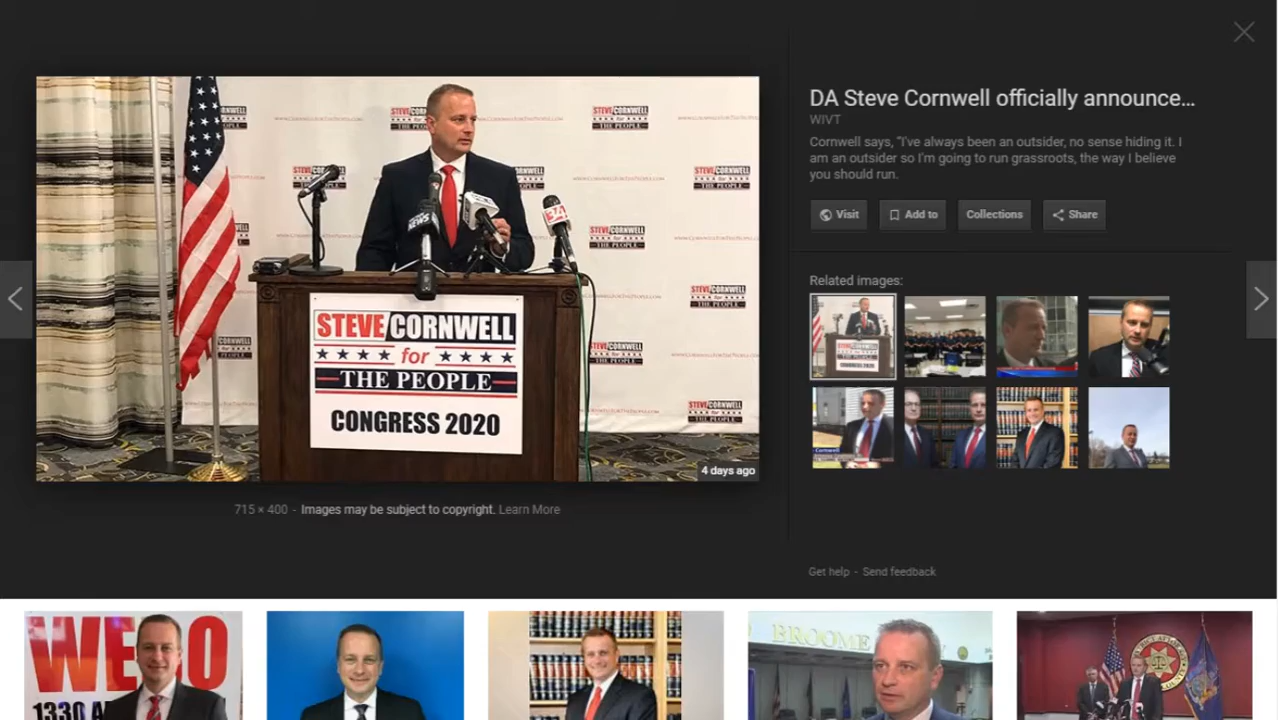 DA Steve Cornwell officially announce...
WIVT
Cornwell says, “I've always been an outsider, no sense hiding it. I
am an outsider so I'm going to run grassroots, the way I believe
you should run.
Visit
Add to
Collections
Share
STEVE CORNWELL
for
THE PEOPLE
CONGRESS 2020
NEWS
34
4 days ago
715 × 400 - Images may be subject to copyright. Learn More
Related images:
Cornwell
Get help - Send feedback
BROOME
1330 A